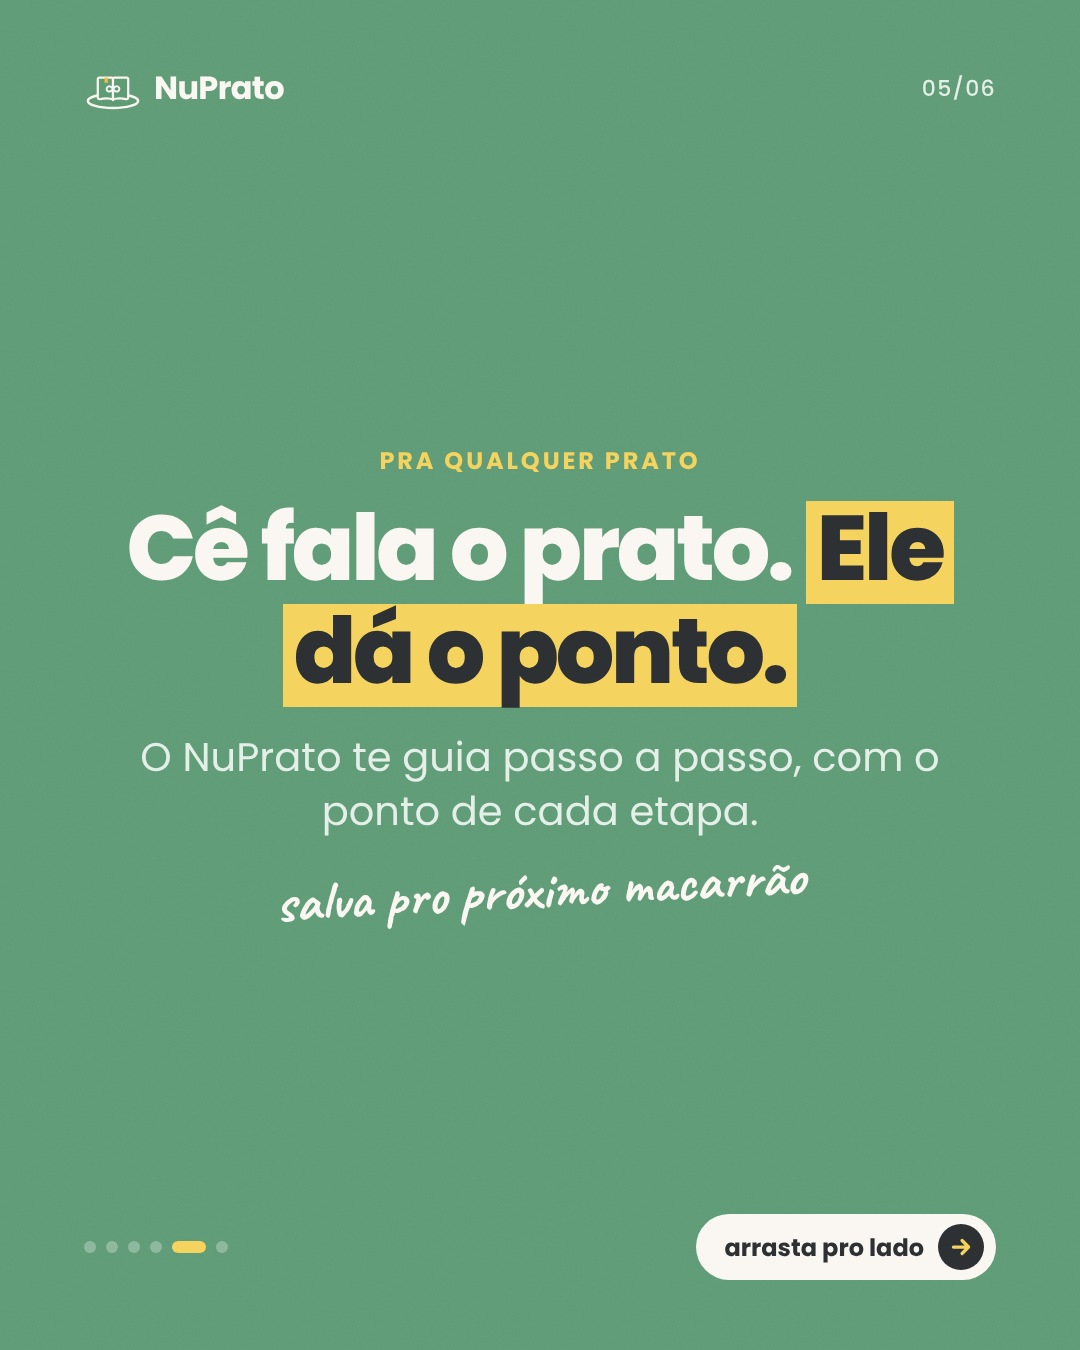 NuPrato
05/06
PRA QUALQUER PRATO
Cê fala o prato. Ele
dá o ponto.
O NuPrato te guia passo a passo, com o
ponto de cada etapa.
salva pro próximo macarrão
arrasta pro lado